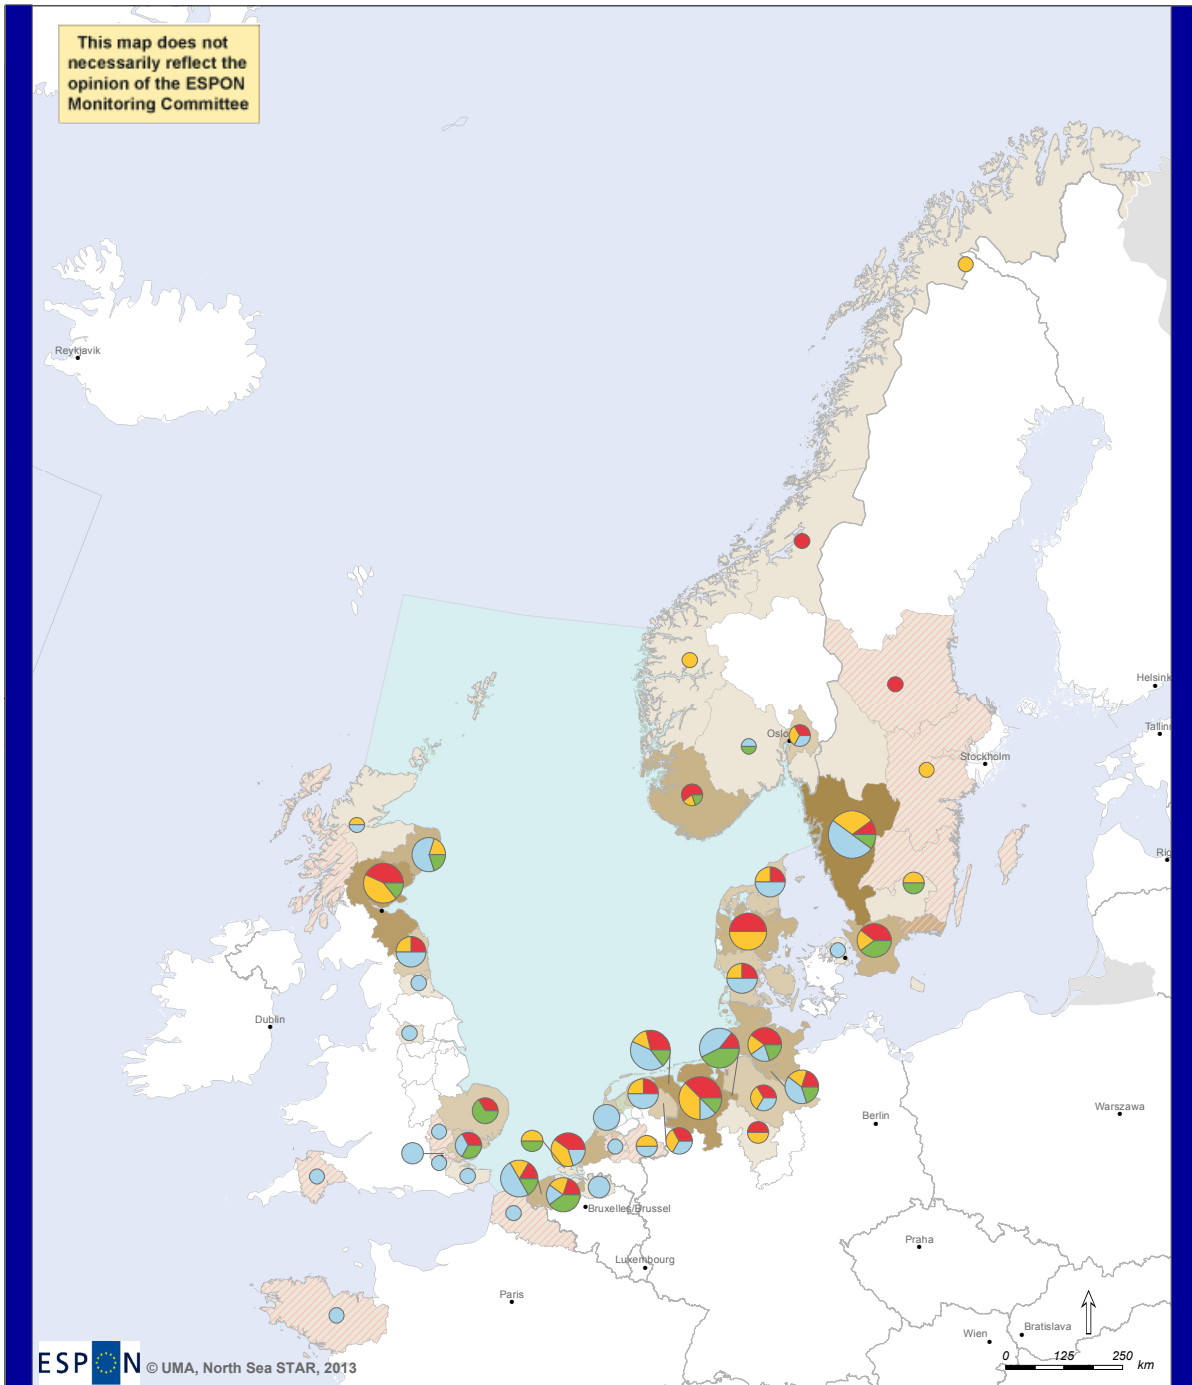 This map does not
necessarily reflect the
opinion of the ESPON
Monitoring Committee
Reykjavik
Helsink
Tallin
Oslo
Stockholm
Rig
Dublin
Berlin
Warszawa
Bruxelles/Brussel
Praha
Luxembourg
Paris
Wien
Bratislava
0 125 250
km
ESPON © UMA, North Sea STAR, 2013